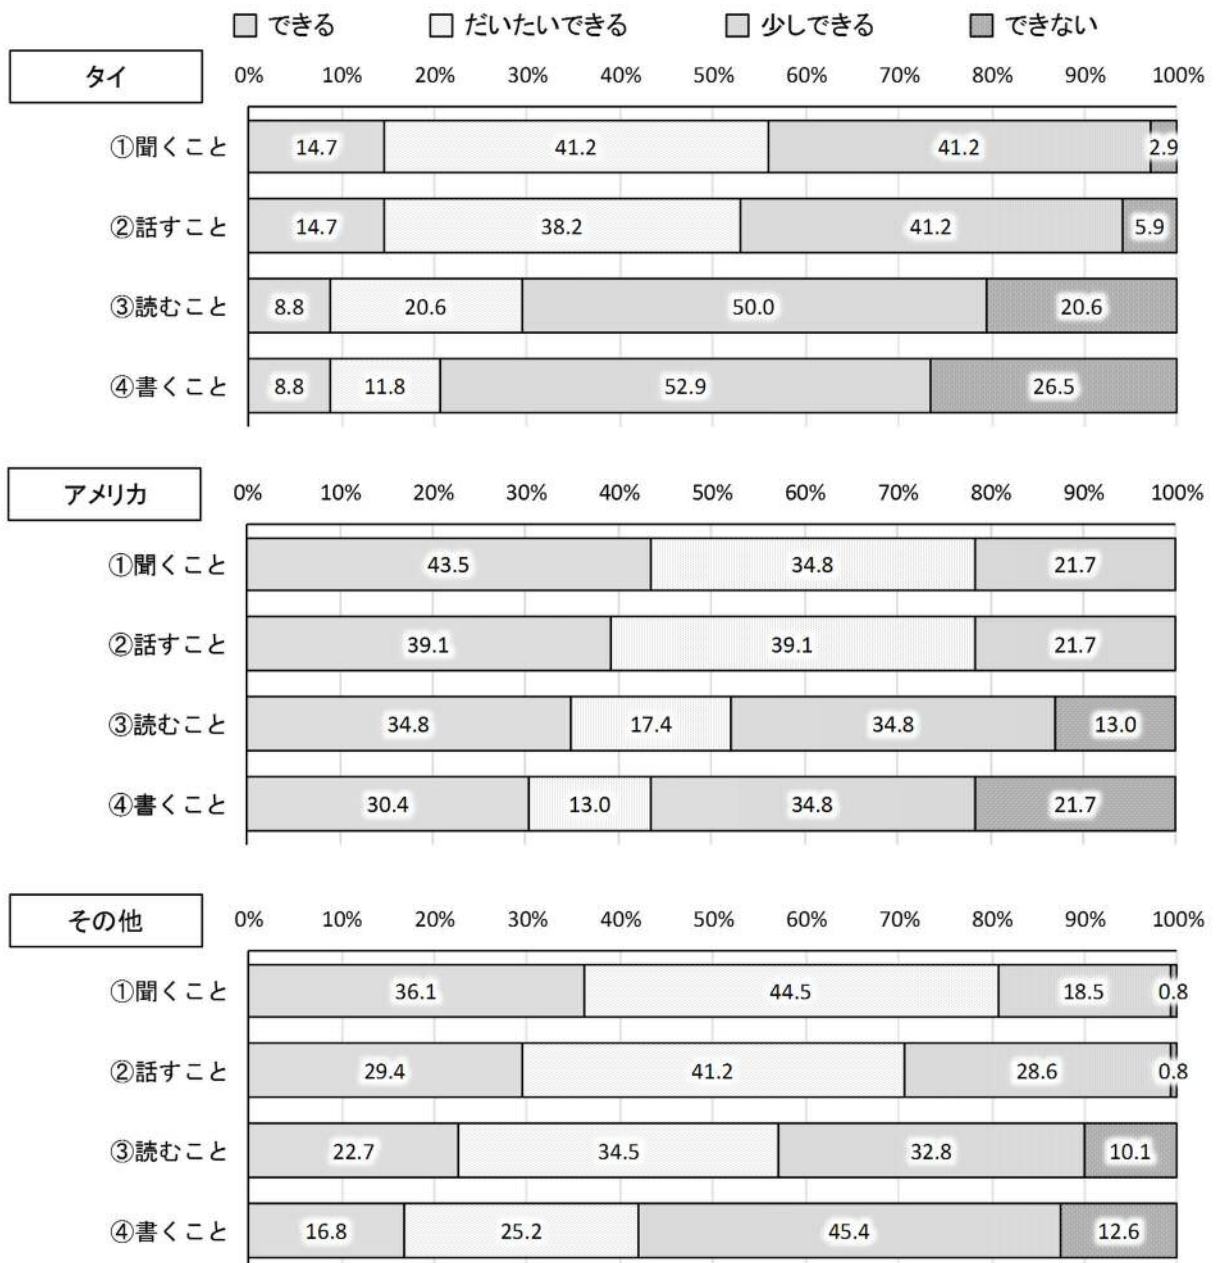 できる だいたいできる 少しできる できない
タイ 0% 10% 20% 30% 40% 50% 60% 70% 80% 90% 100%
①聞くこと 14.7 41.2 41.2 2.9
②話すこと 14.7 38.2 41.2 5.9
③読むこと 8.8 20.6 50.0 20.6
④書くこと 8.8 11.8 52.9 26.5
アメリカ 0% 10% 20% 30% 40% 50% 60% 70% 80% 90% 100%
①聞くこと 43.5 34.8 21.7
②話すこと 39.1 39.1 21.7
③読むこと 34.8 17.4 34.8 13.0
④書くこと 30.4 13.0 34.8 21.7
その他 0% 10% 20% 30% 40% 50% 60% 70% 80% 90% 100%
①聞くこと 36.1 44.5 18.5 0.8
②話すこと 29.4 41.2 28.6 0.8
③読むこと 22.7 34.5 32.8 10.1
④書くこと 16.8 25.2 45.4 12.6